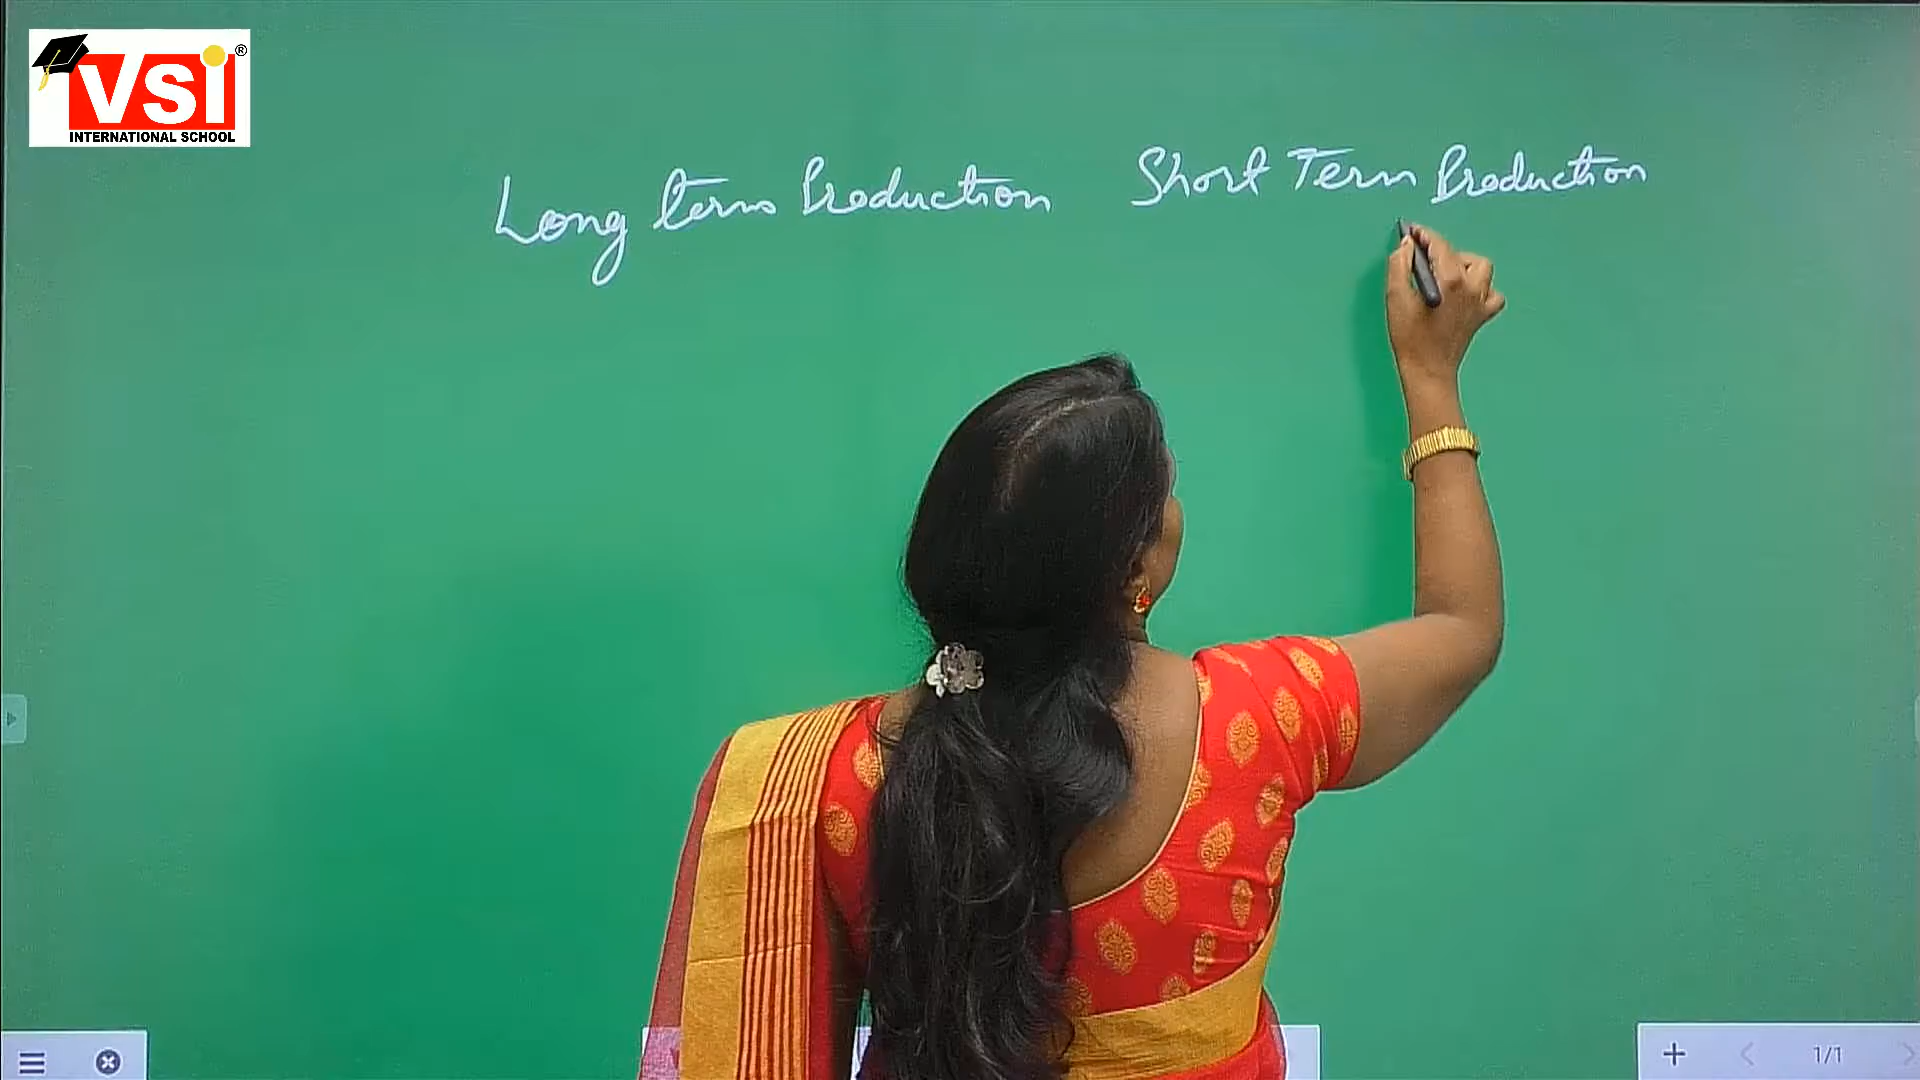 VSI ®
INTERNATIONAL SCHOOL
Long term Production
Short Term Production
1/1